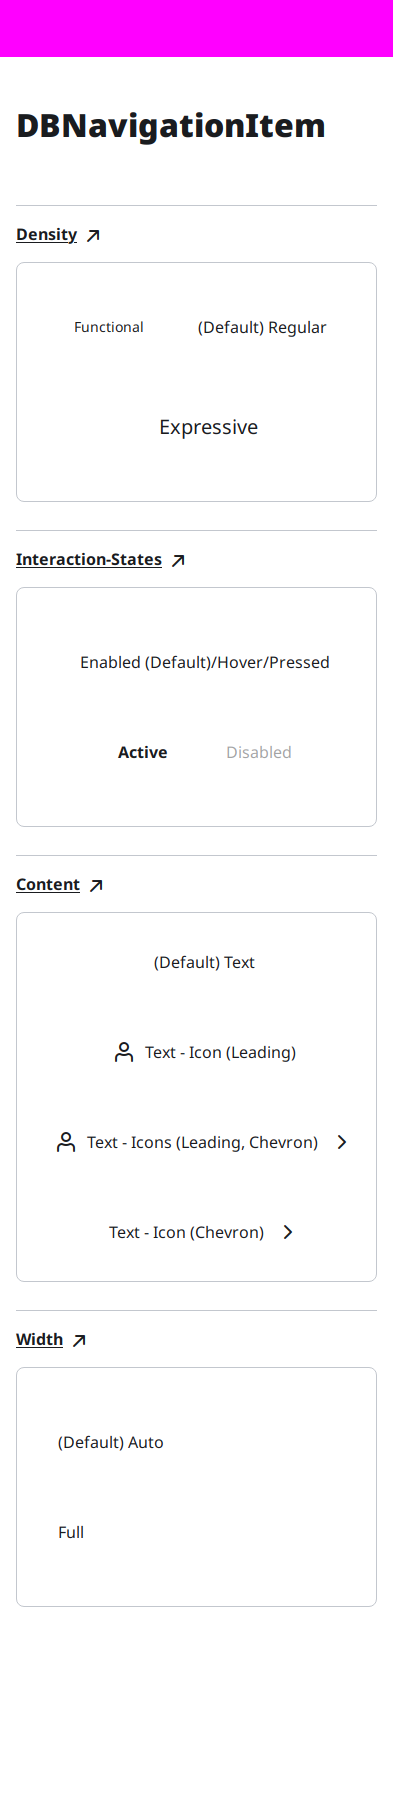 DBNavigationItem
Density
Functional
(Default) Regular
Expressive
Interaction-States
Enabled (Default)/Hover/Pressed
Active
Disabled
Content
(Default) Text
Text - Icon (Leading)
Text - Icons (Leading, Chevron)
Text - Icon (Chevron)
Width
(Default) Auto
Full